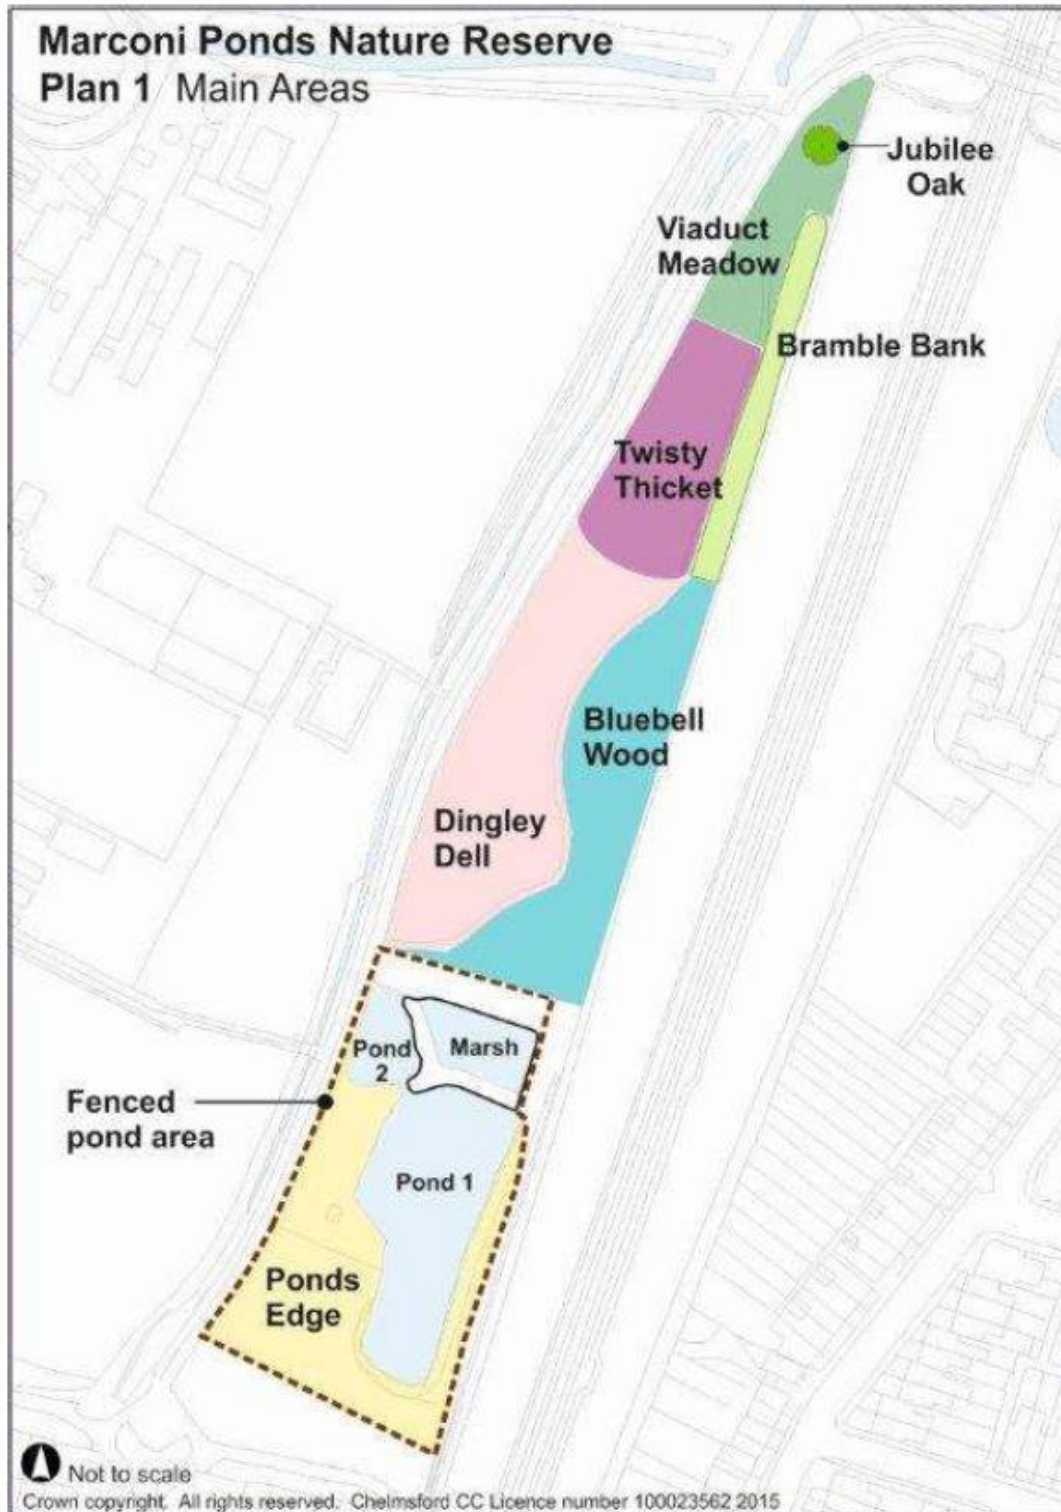 Marconi Ponds Nature Reserve
Plan 1 Main Areas
Jubilee
Oak
Viaduct
Meadow
Bramble Bank
Twisty
Thicket
Bluebell
Wood
Dingley
Dell
Pond
2
Marsh
Fenced
pond area
Pond 1
Ponds
Edge
Not to scale
Crown copyright. All rights reserved. Chelmsford CC Licence number 100023562 2015